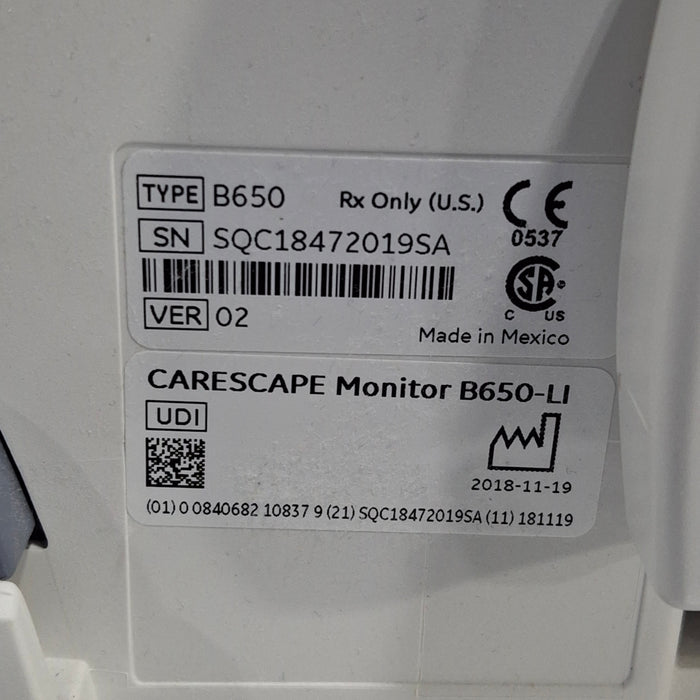 TYPE B650 Rx Only (U.S.) CE
0537
SN SQC18472019SA
SA
C US
VER 02
Made in Mexico
CARESCAPE Monitor B650-LI
UDI
2018-11-19
(01) 0 0840682 10837 9 (21) SQC18472019SA (11) 181119